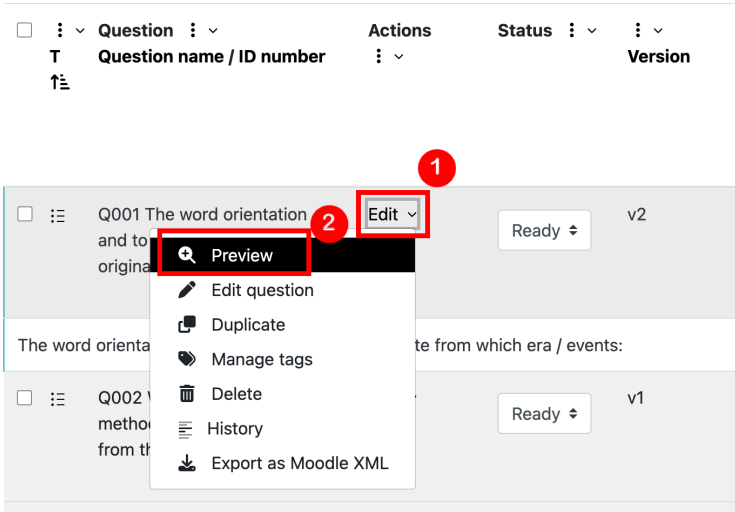 Question
Actions
Status
T
Question name / ID number
Version
1
Q001 The word orientation
2
Edit
v2
and to
Ready
origina
Preview
Edit question
Duplicate
The word orienta
te from which era / events:
Manage tags
Delete
Q002
v1
metho
Ready
History
from th
Export as Moodle XML